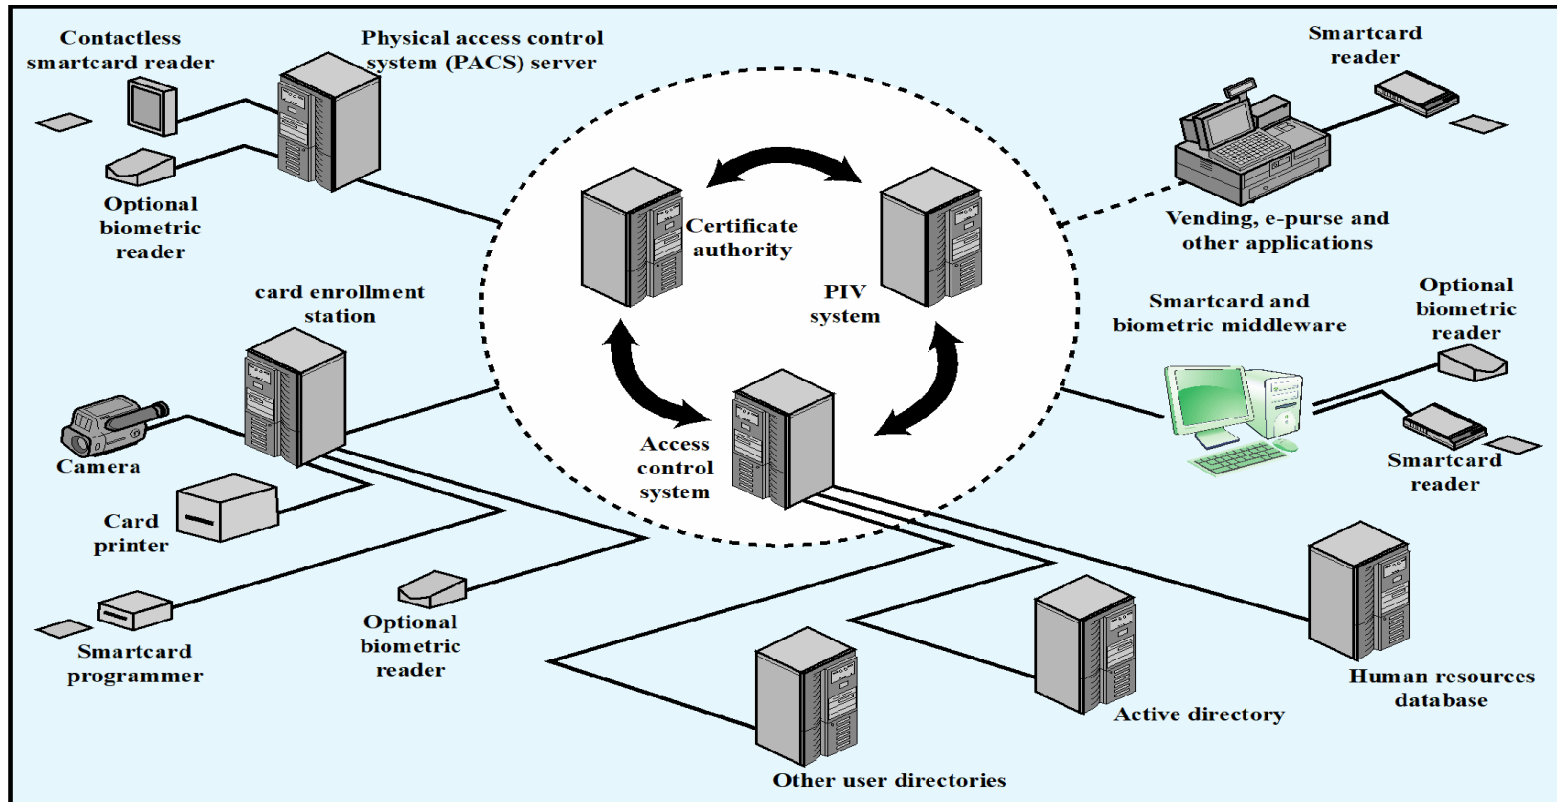 Contactless
smartcard reader
Physical access control
system (PACS) server
Smartcard
reader
Optional
biometric
reader
Certificate
authority
Vending, e-purse and
other applications
card enrollment
station
PIV
system
Smartcard and
biometric middleware
Optional
biometric
reader
Camera
Access
control
system
Smartcard
reader
Card
printer
Smartcard
programmer
Optional
biometric
reader
Human resources
database
Active directory
Other user directories